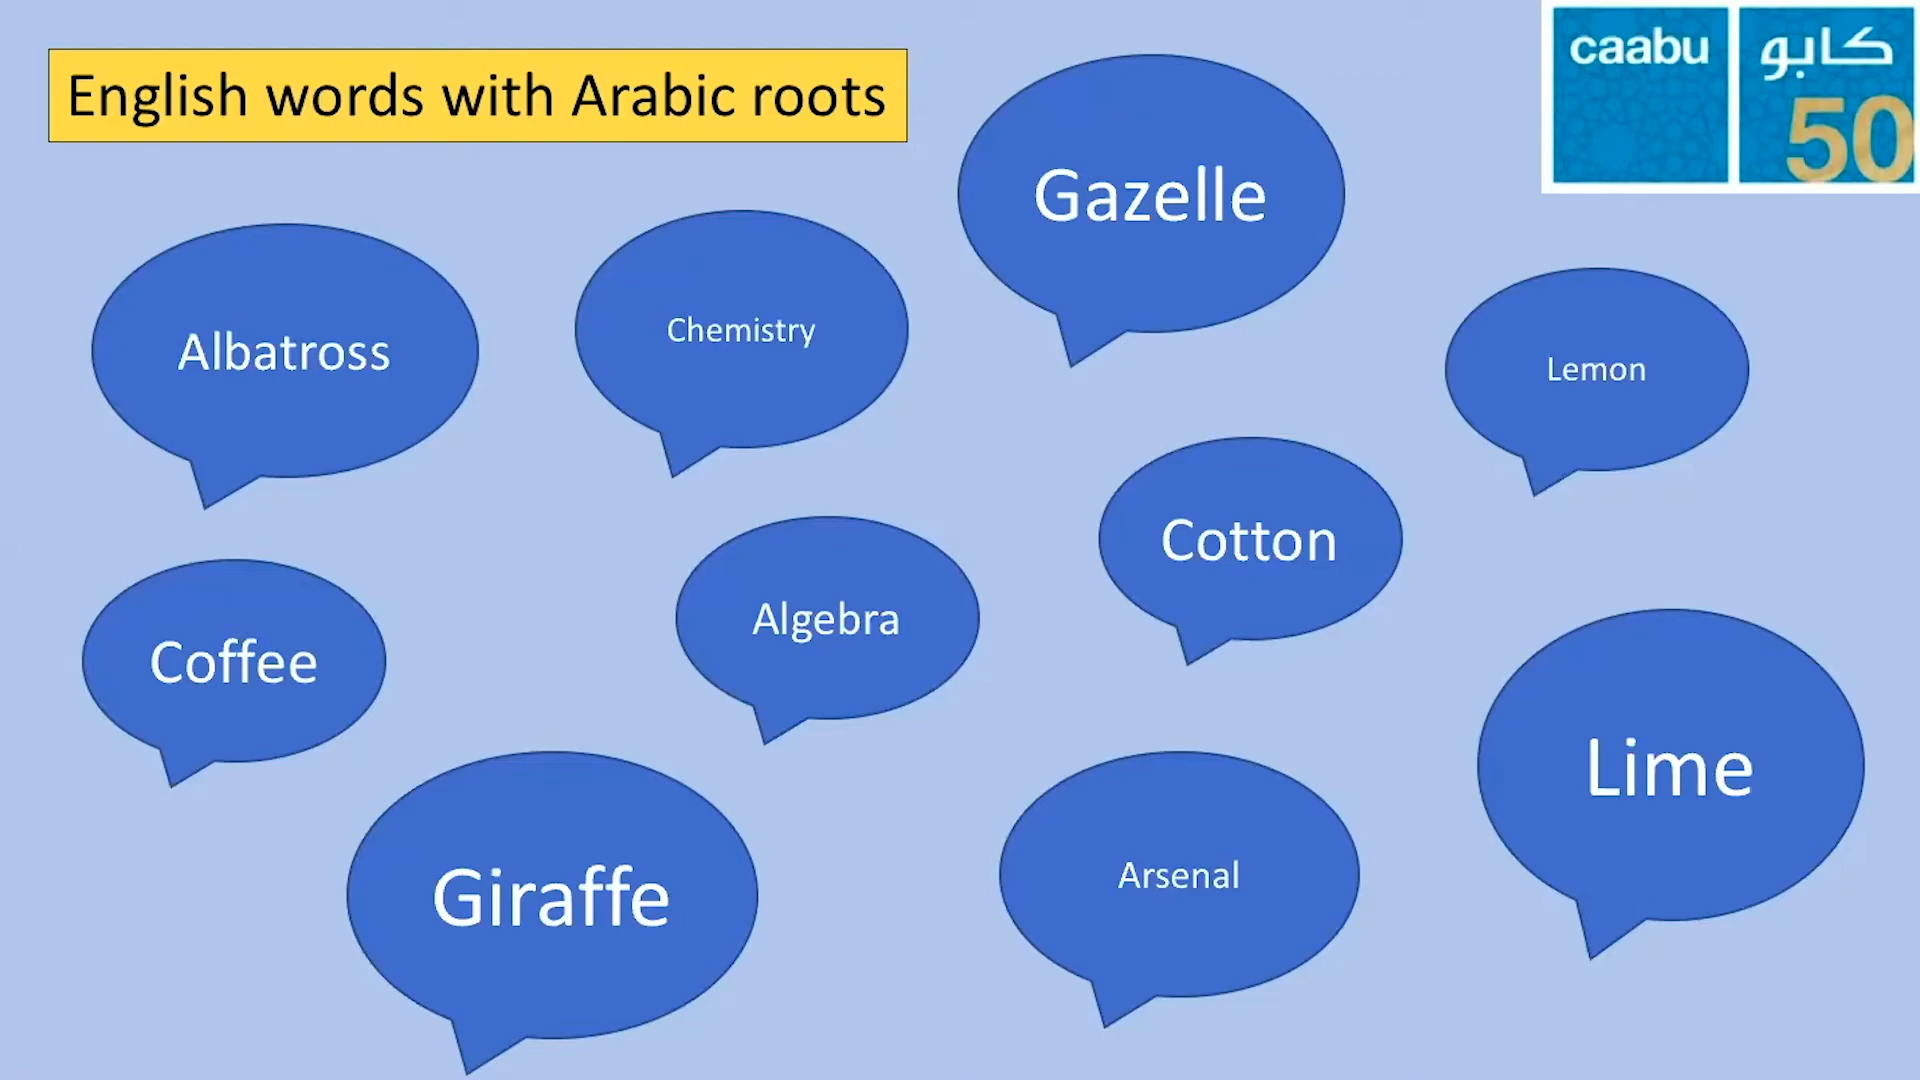 English words with Arabic roots
caabu
كابو
50
Gazelle
Albatross
Chemistry
Lemon
Cotton
Algebra
Coffee
Lime
Giraffe
Arsenal